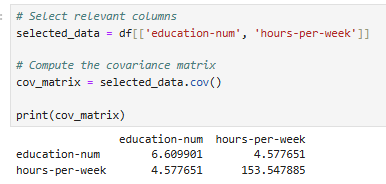 # Select relevant columns
selected_data = df[['education-num', 'hours-per-week']]
# Compute the covariance matrix
cov_matrix = selected_data.cov()
print(cov_matrix)
education-num hours-per-week
education-num 6.609901 4.577651
hours-per-week 4.577651 153.547885